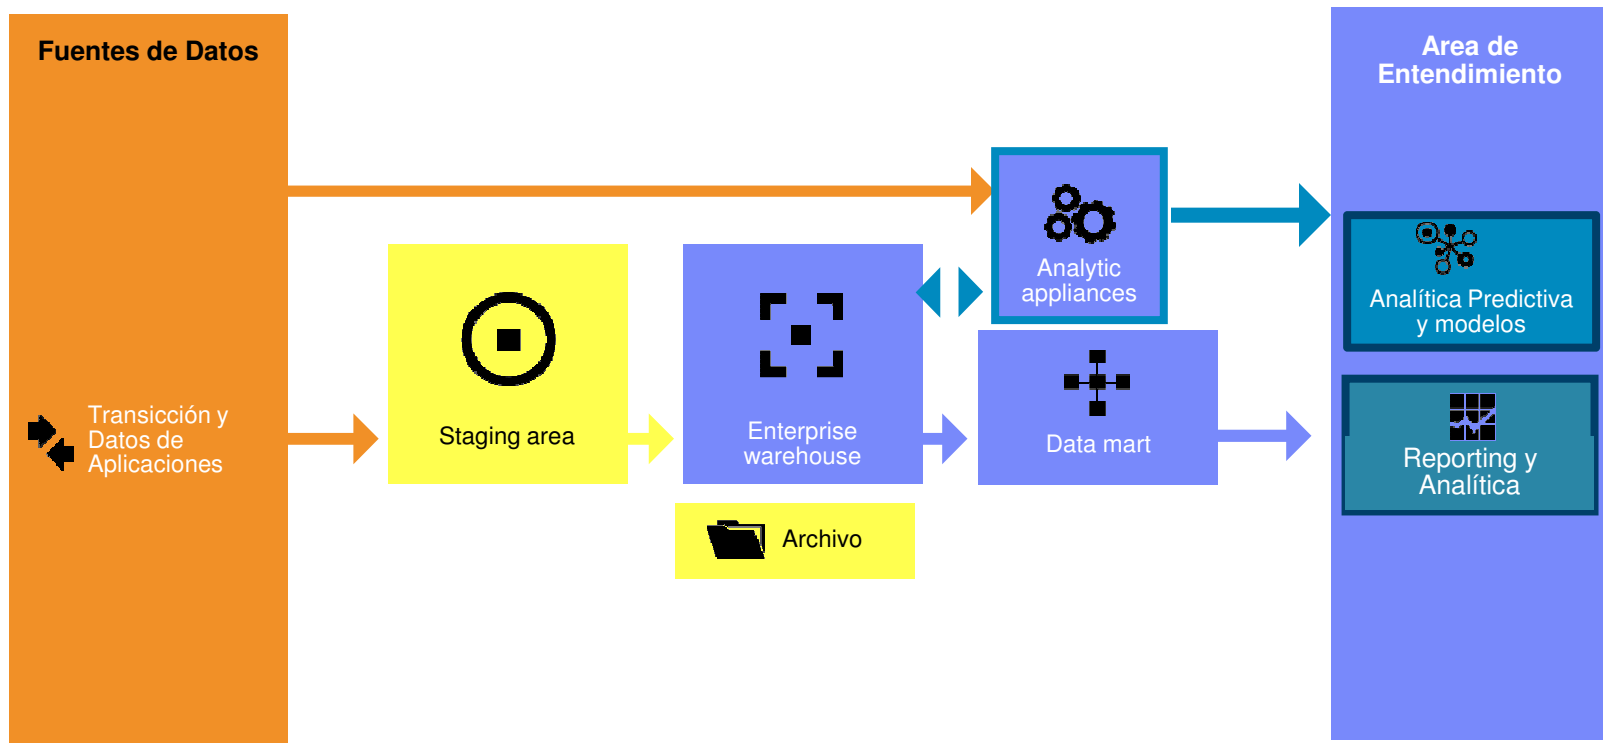 Fuentes de Datos
Transicción y
Datos de
Aplicaciones
Staging area
Enterprise
warehouse
Archivo
Analytic
appliances
Data mart
Area de
Entendimiento
Analítica Predictiva
y modelos
Reporting y
Analítica